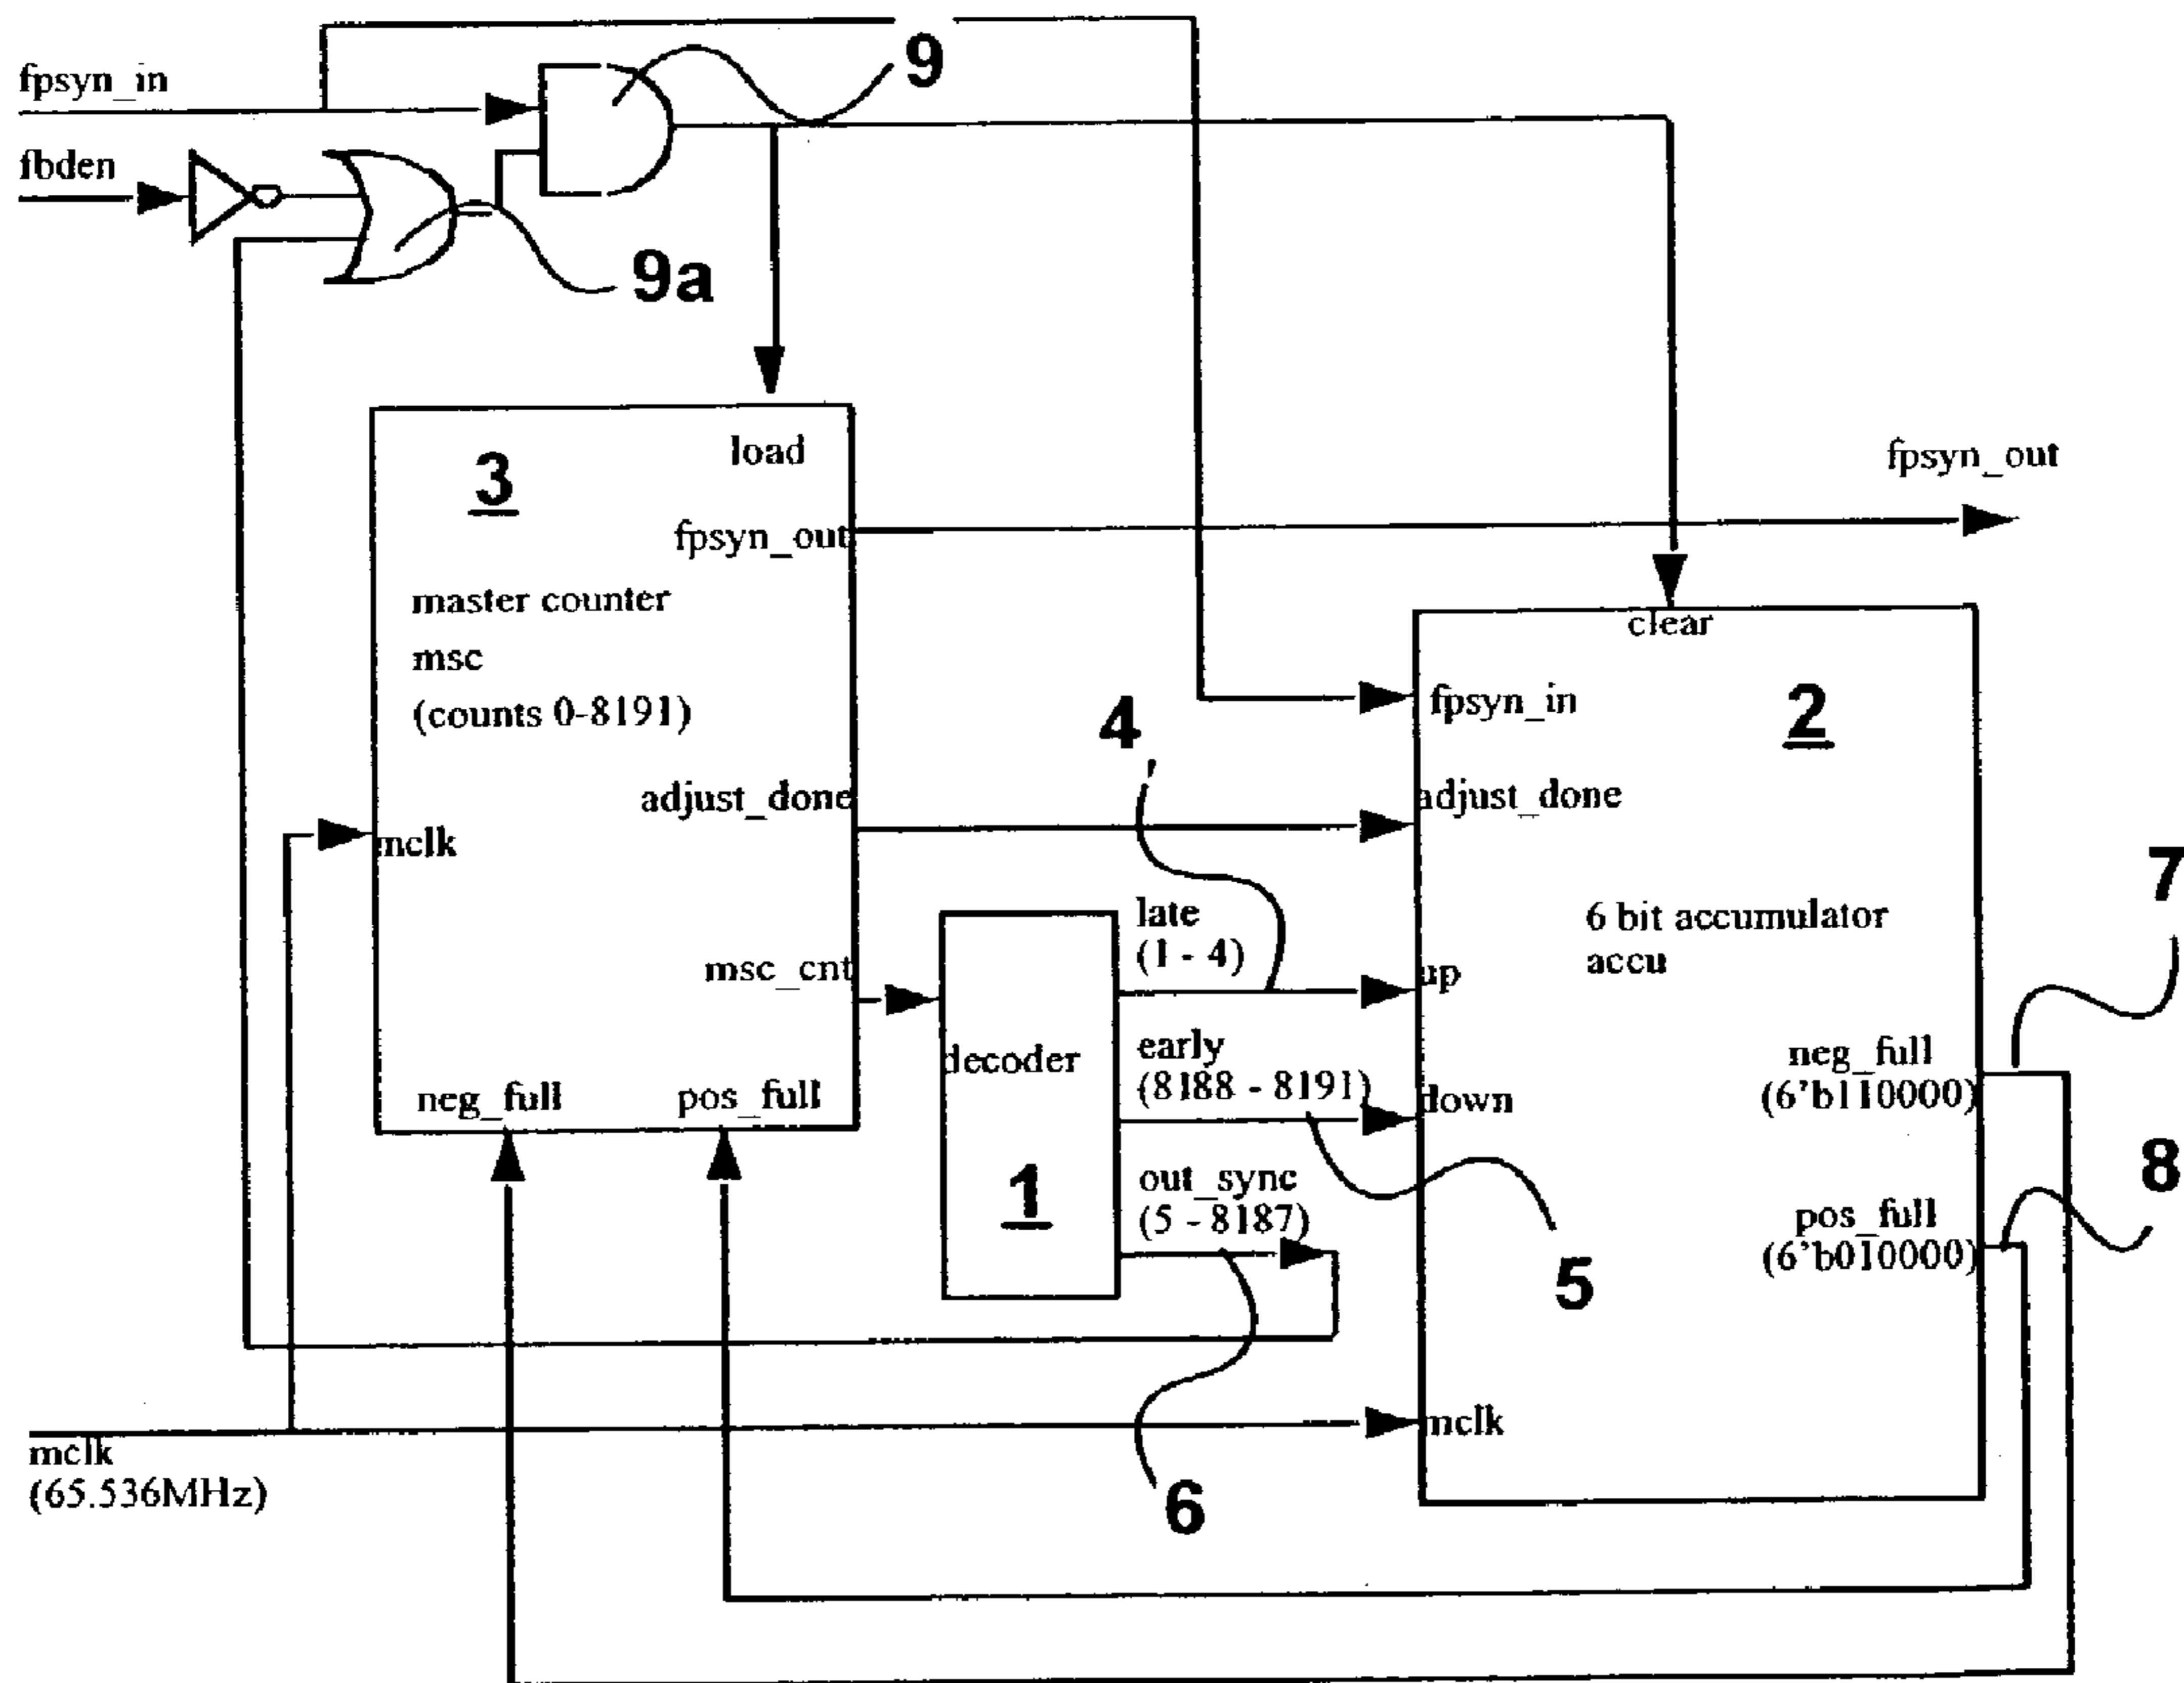 9
fpsyn_in
fbden
9a
load
3
fpsyn_out
fpsyn_out
master counter
msc
(counts 0-8191)
clear
fpsyn_in
2
4
adjust_done
adjust_done
mclk
7
late
(1 - 4)
6 bit accumulator
accu
msc_cnt
up
early
(8188 - 8191)
decoder
neg_full
(6'b110000)
down
neg_full
pos_full
8
1
out_sync
(5 - 8187)
pos_full
(6'b010000)
5
mclk
mclk
(65.536MHz)
6